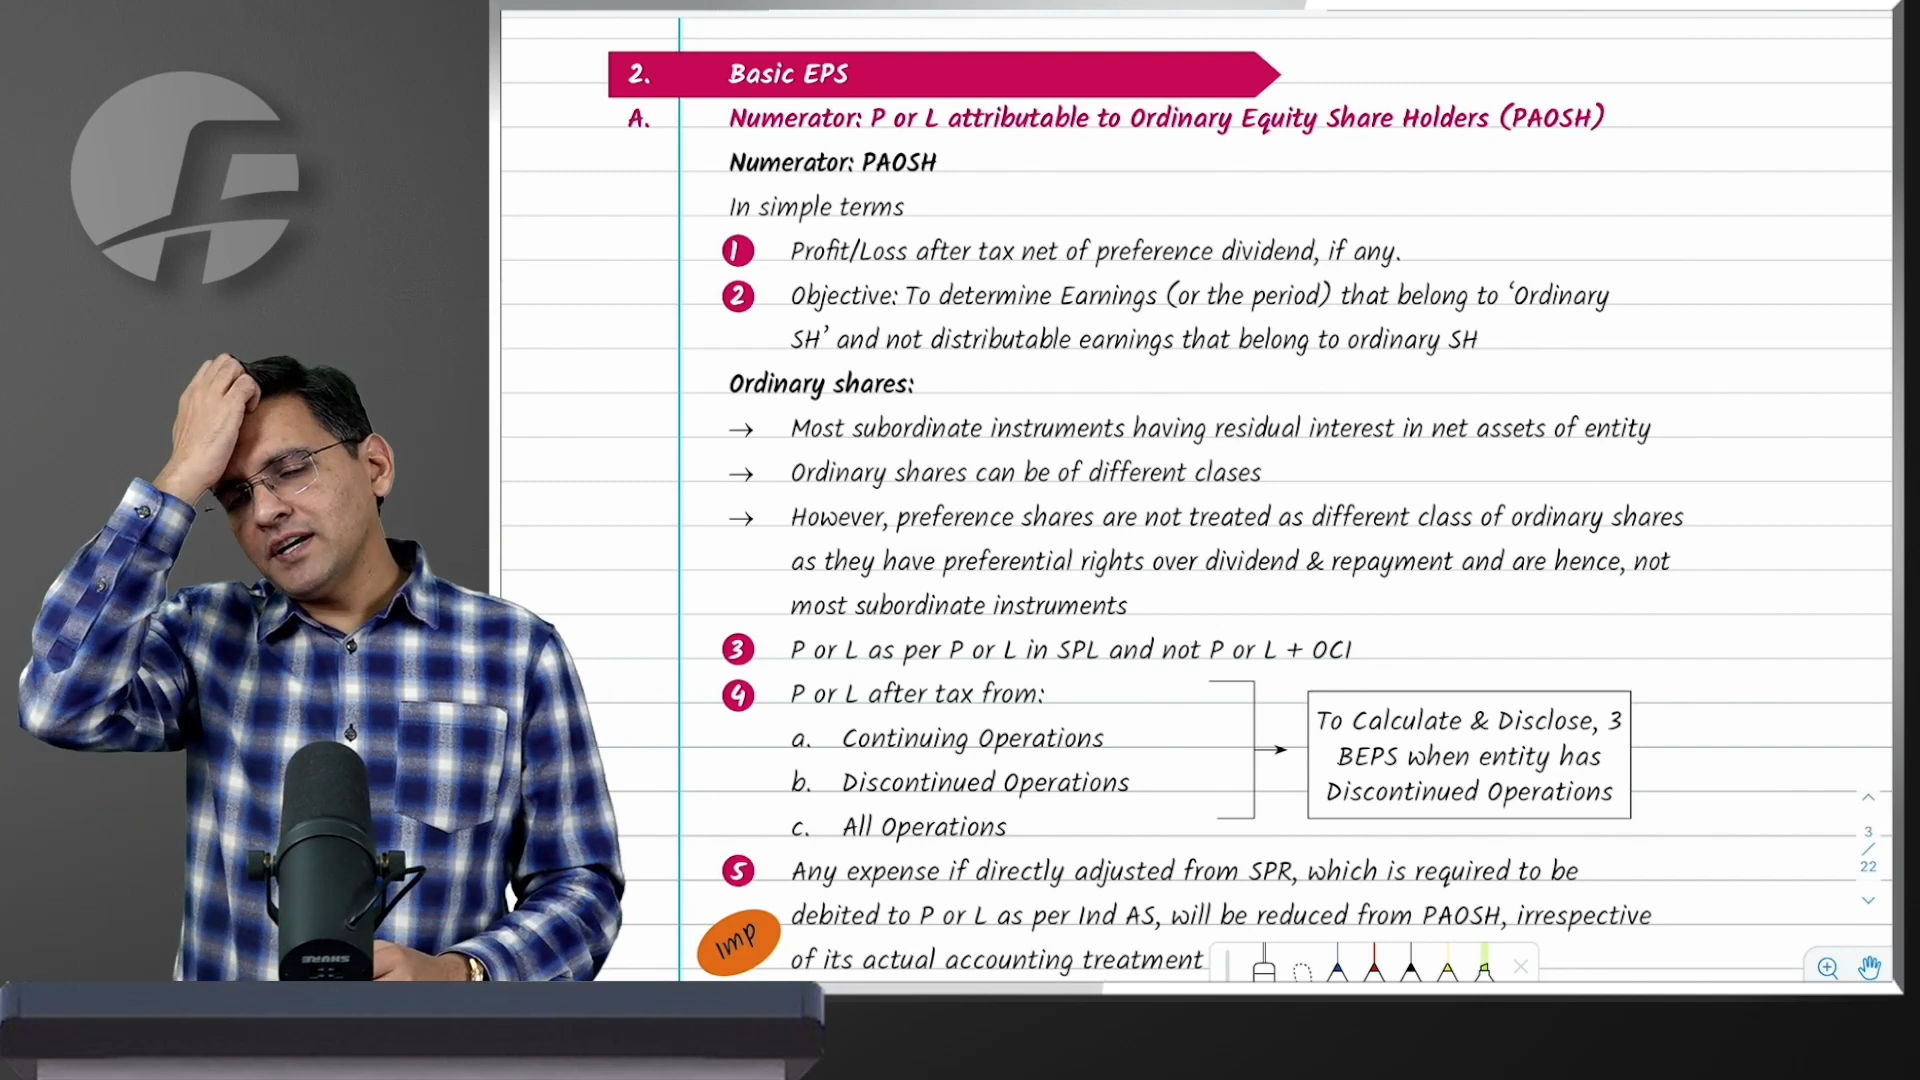 2. Basic EPS
A. Numerator: P or L attributable to Ordinary Equity Share Holders (PAOSH)
Numerator: PAOSH
In simple terms
1 Profit/Loss after tax net of preference dividend, if any.
2 Objective: To determine Earnings (or the period) that belong to ‘Ordinary
SH’ and not distributable earnings that belong to ordinary SH
Ordinary shares:
→ Most subordinate instruments having residual interest in net assets of entity
→ Ordinary shares can be of different clases
→ However, preference shares are not treated as different class of ordinary shares
as they have preferential rights over dividend & repayment and are hence, not
most subordinate instruments
3 P or L as per P or L in SPL and not P or L + OCI
4 P or L after tax from:
a. Continuing Operations
b. Discontinued Operations
c. All Operations
To Calculate & Disclose, 3
BEPS when entity has
Discontinued Operations
5 Any expense if directly adjusted from SPR, which is required to be
debited to P or L as per Ind AS, will be reduced from PAOSH, irrespective
of its actual accounting treatment
Imp
3
/
22
SHURE